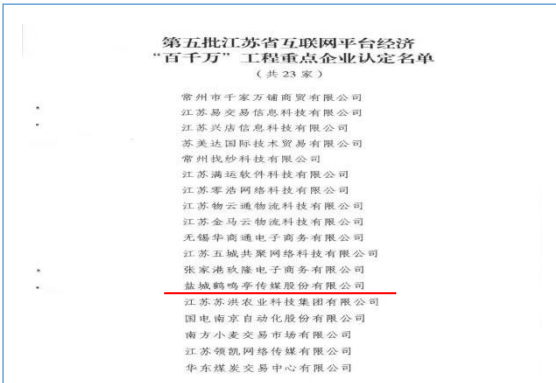 第五批江苏省互联网平台经济
“百千万”工程重点企业认定名单
（共 23 家）
常州市千家万铺商贸有限公司
江苏易交易信息科技有限公司
江苏兴店信息科技有限公司
苏美达国际技术贸易有限公司
常州找纱科技有限公司
江苏满运软件科技有限公司
江苏零浩网络科技有限公司
江苏物云通物流科技有限公司
江苏金马云物流科技有限公司
无锡华商通电子商务有限公司
江苏五城共聚网络科技有限公司
张家港玖隆电子商务有限公司
盐城鹤鸣亭传媒股份有限公司
江苏苏洪农业科技集团有限公司
国电南京自动化股份有限公司
南方小麦交易市场有限公司
江苏领凯网络传媒有限公司
华东煤炭交易中心有限公司